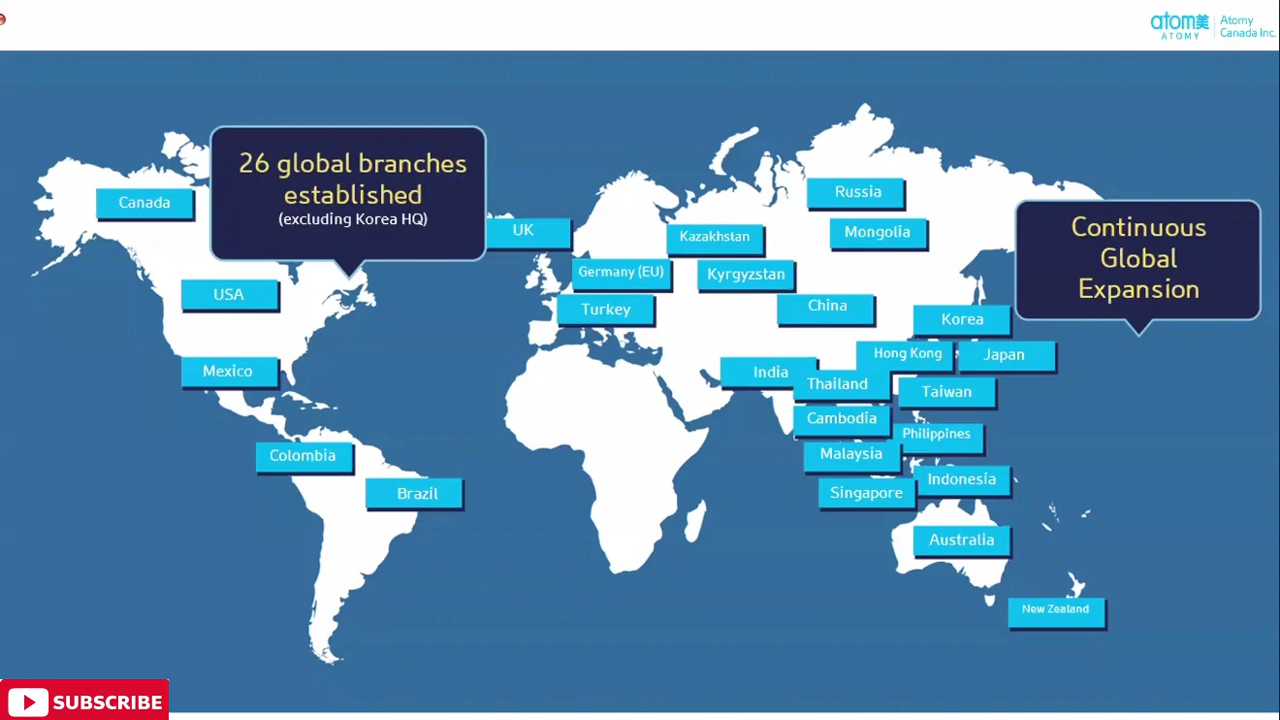 atom美
ATOMY
Atomy
Canada Inc.
26 global branches
established
(excluding Korea HQ)
Continuous
Global
Expansion
Canada
USA
Mexico
Colombia
Brazil
UK
Germany (EU)
Turkey
Kazakhstan
Kyrgyzstan
Russia
Mongolia
China
Korea
Hong Kong
Japan
India
Thailand
Taiwan
Cambodia
Philippines
Malaysia
Indonesia
Singapore
Australia
New Zealand
SUBSCRIBE